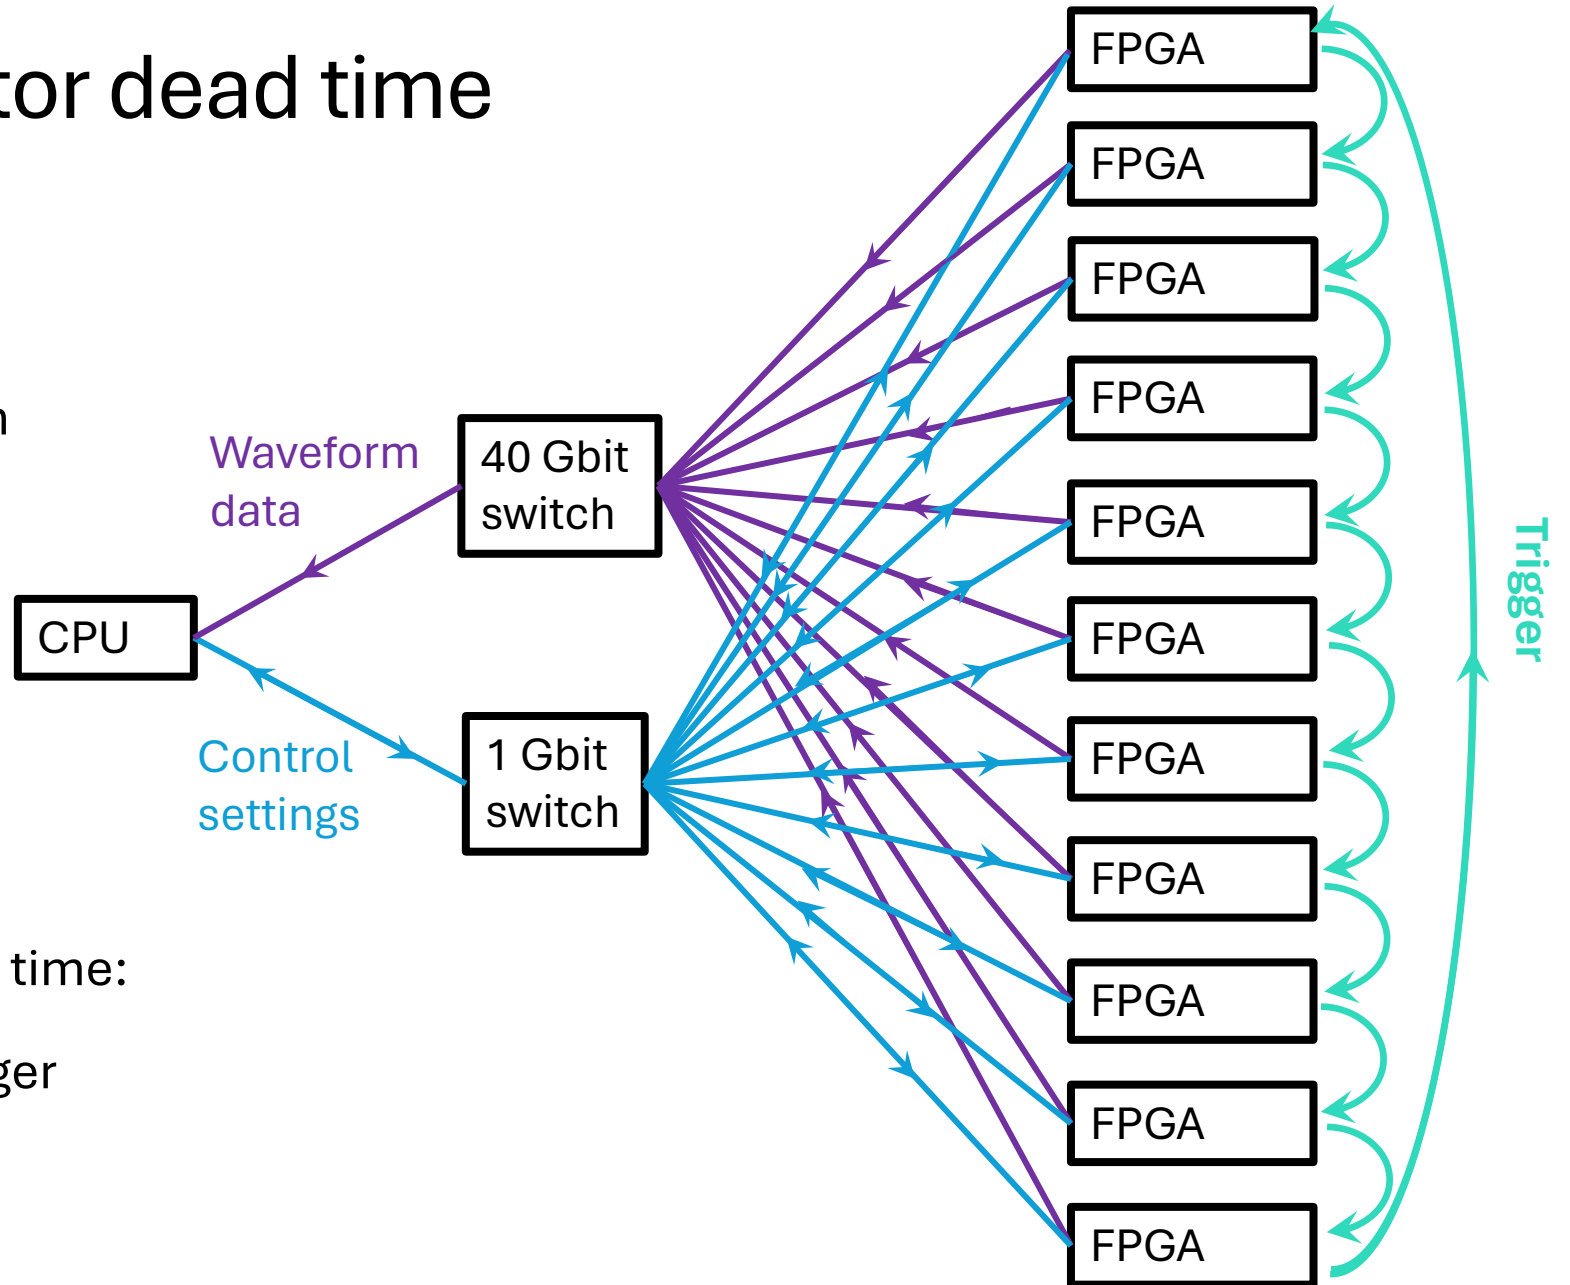 tor dead time
FPGA
FPGA
FPGA
FPGA
Waveform
data
40 Gbit
switch
FPGA
Trigger
CPU
FPGA
Control
settings
1 Gbit
switch
FPGA
FPGA
time:
FPGA
ger
FPGA
FPGA